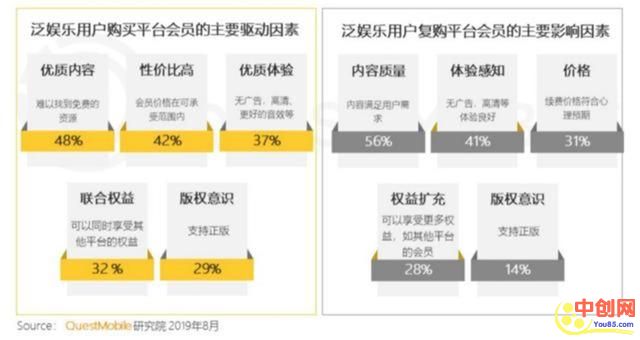 泛娱乐用户购买平台会员的主要驱动因素
优质内容
难以找到免费的
资源
48%
性价比高
会员价格在可承
受范围内
42%
优质体验
无广告、高清、
更好的音效等
37%
联合权益
可以同时享受其
他平台的权益
32%
版权意识
支持正版
29%
泛娱乐用户复购平台会员的主要影响因素
内容质量
内容满足用户需
求
56%
体验感知
无广告、高清等
体验良好
41%
价格
续费价格符合心
理预期
31%
权益扩充
可以享受更多权
益，如其他平台
的会员
28%
版权意识
支持正版
14%
Source： QuestMobile研究院 2019年8月
中创网
You85.com